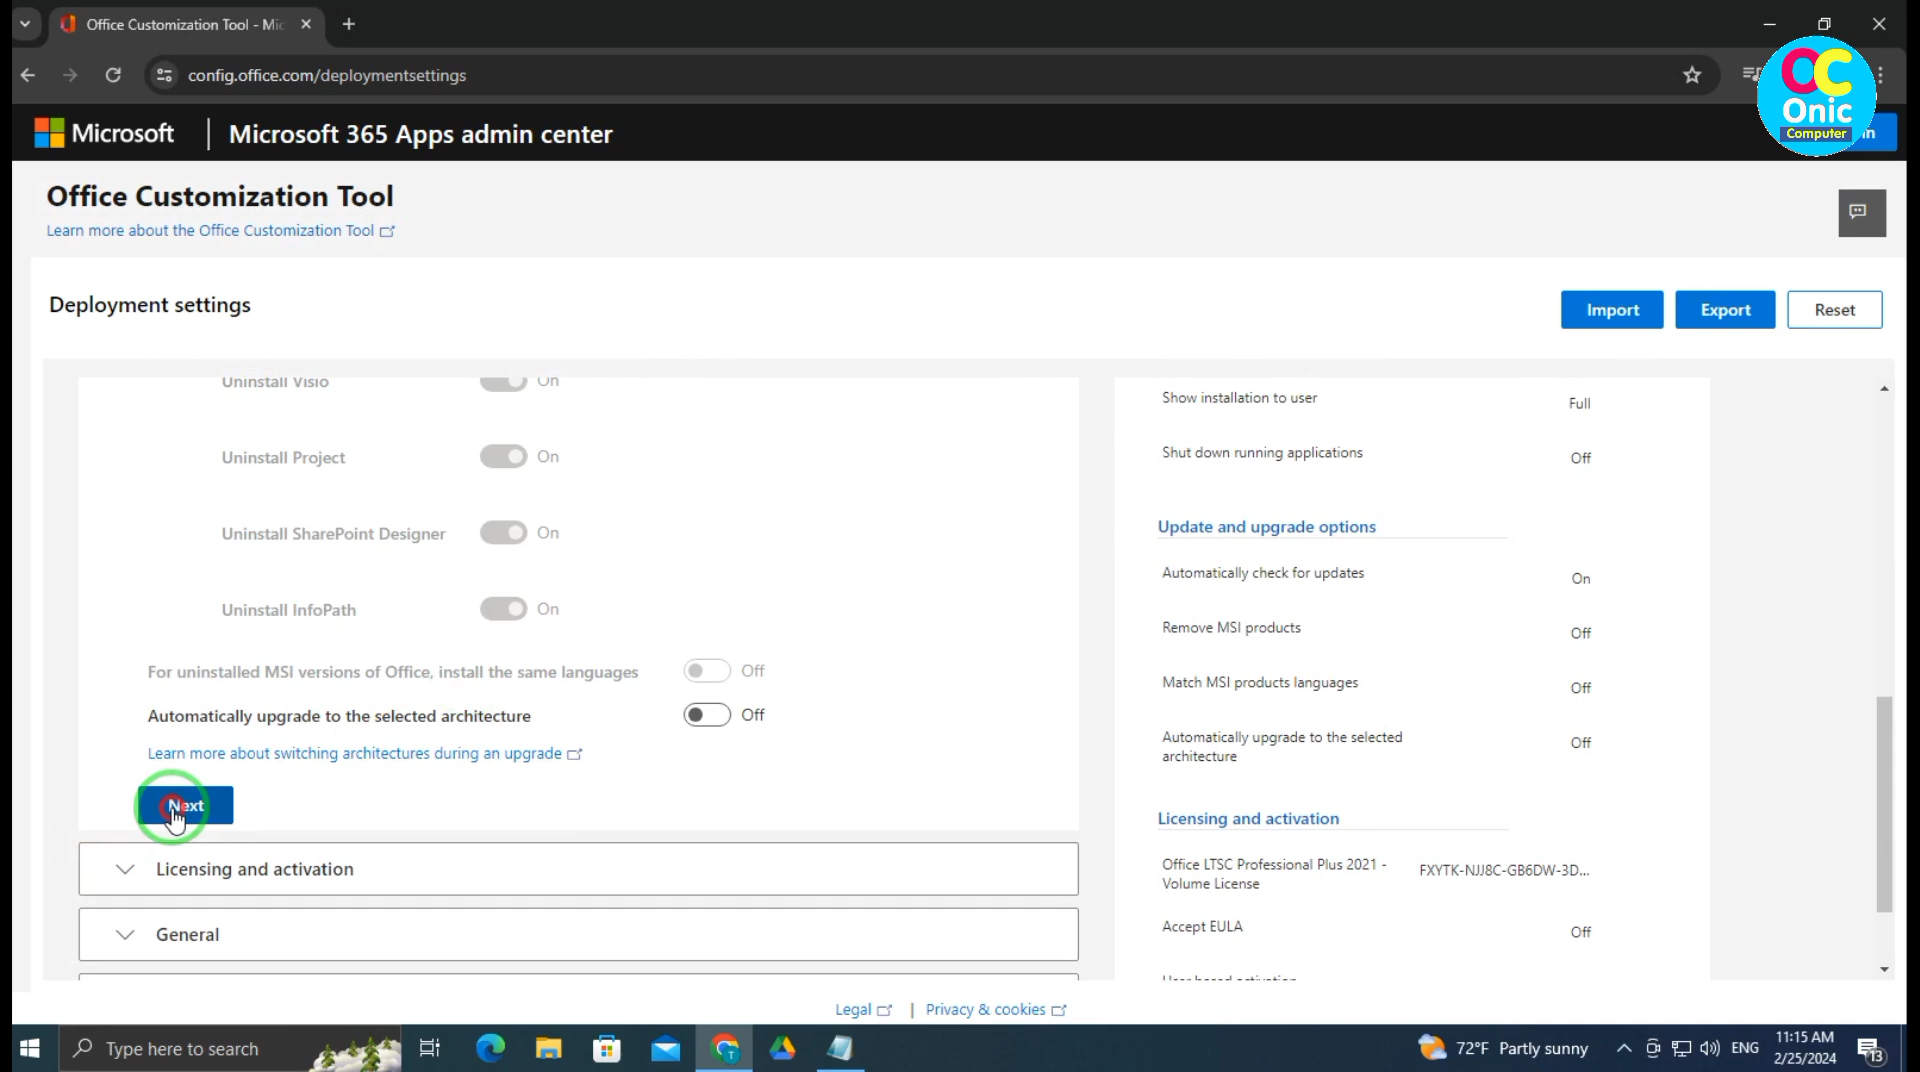 Office Customization Tool - Mic
config.office.com/deploymentsettings
OC
Onic
Computer
Microsoft | Microsoft 365 Apps admin center
in
Office Customization Tool
Learn more about the Office Customization Tool
Deployment settings
Import
Export
Reset
Uninstall Visio On
Uninstall Project On
Uninstall SharePoint Designer On
Uninstall InfoPath On
For uninstalled MSI versions of Office, install the same languages Off
Automatically upgrade to the selected architecture Off
Learn more about switching architectures during an upgrade
Next
Licensing and activation
General
Show installation to user Full
Shut down running applications Off
Update and upgrade options
Automatically check for updates On
Remove MSI products Off
Match MSI products languages Off
Automatically upgrade to the selected
architecture Off
Licensing and activation
Office LTSC Professional Plus 2021 -
Volume License FXYTK-NJJ8C-GB6DW-3D...
Accept EULA Off
User based activation
Legal | Privacy & cookies
Type here to search
72°F Partly sunny
ENG
11:15 AM
2/25/2024
13